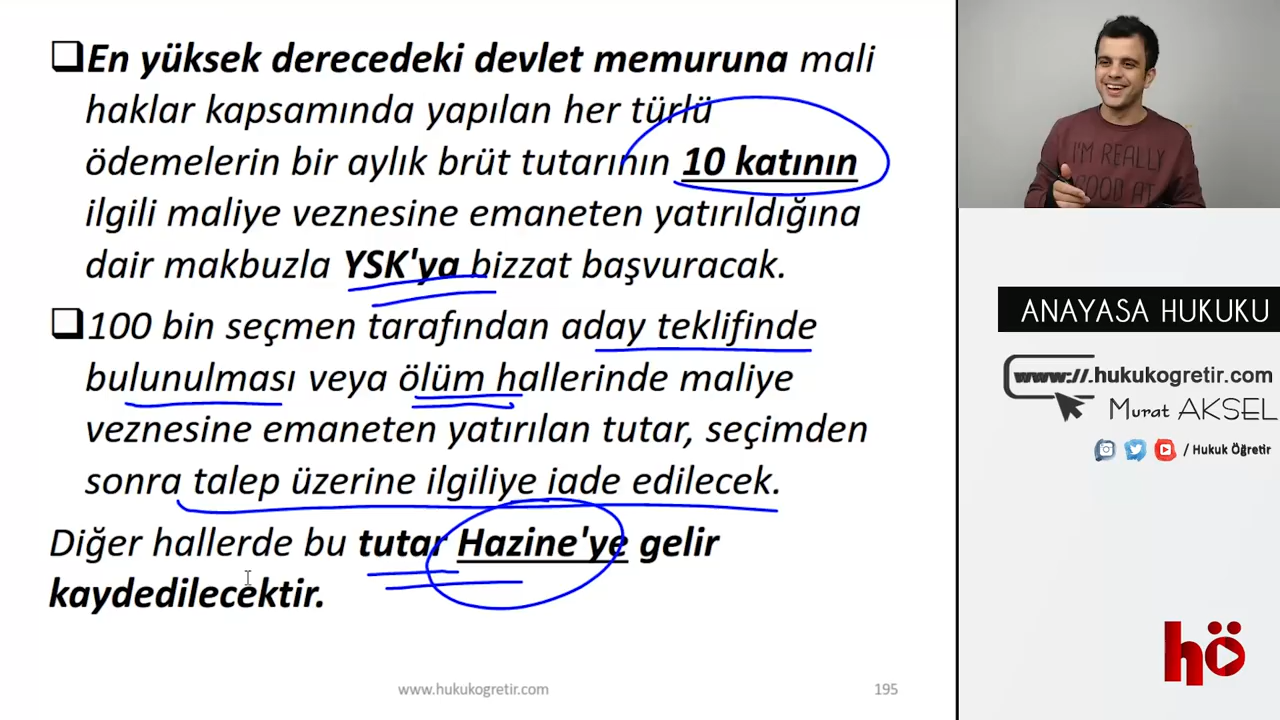 En yüksek derecedeki devlet memuruna mali
haklar kapsamında yapılan her türlü
ödemelerin bir aylık brüt tutarının 10 katının
ilgili maliye veznesine emaneten yatırıldığına
dair makbuzla YSK'ya bizzat başvuracak.
100 bin seçmen tarafından aday teklifinde
bulunulması veya ölüm hallerinde maliye
veznesine emaneten yatırılan tutar, seçimden
sonra talep üzerine ilgiliye iade edilecek.
Diğer hallerde bu tutar Hazine'ye gelir
kaydedilecektir.
www.hukukogretir.com
195
I'M REALLY
GOOD AT
ANAYASA HUKUKU
www//.hukukogretir.com
Murat AKSEL
/ Hukuk Öğretir
hö